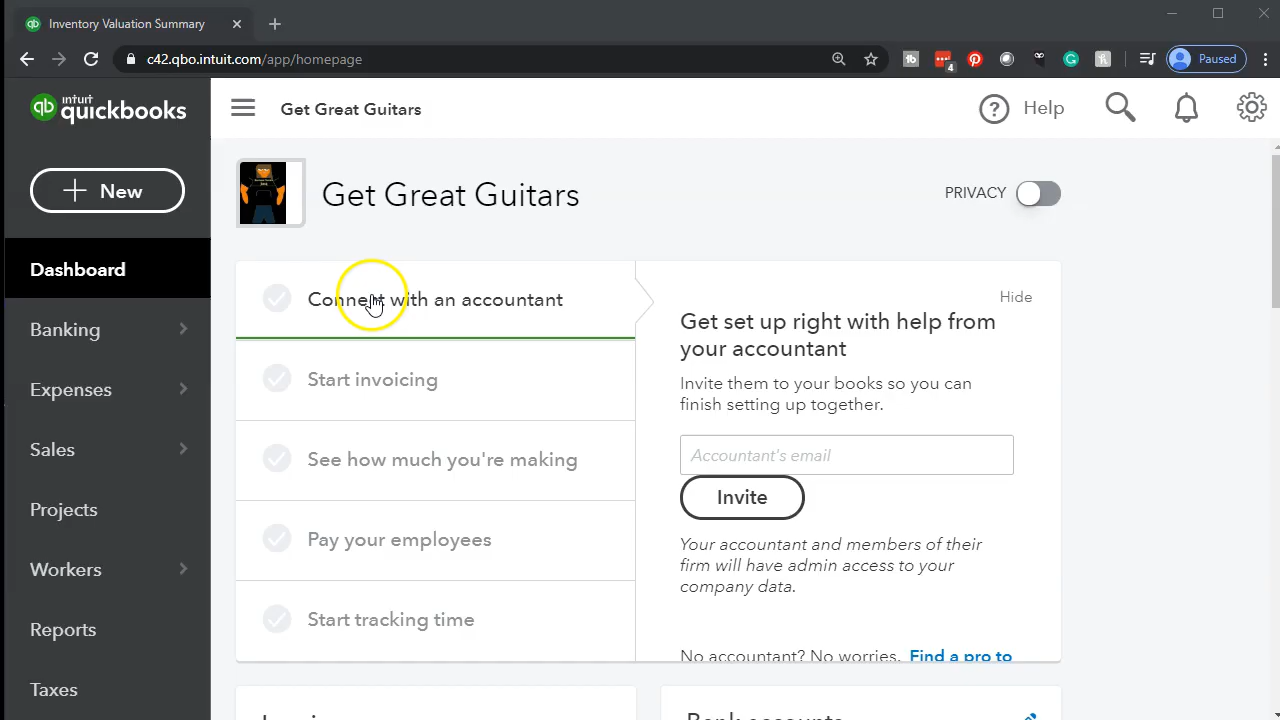 Inventory Valuation Summary
c42.qbo.intuit.com/app/homepage
4
Paused
intuit
quickbooks
Get Great Guitars
Help
New
Get Great Guitars
PRIVACY
Dashboard
Banking
Expenses
Sales
Projects
Workers
Reports
Taxes
Connect with an accountant
Start invoicing
See how much you're making
Pay your employees
Start tracking time
Hide
Get set up right with help from
your accountant
Invite them to your books so you can
finish setting up together.
Accountant's email
Invite
Your accountant and members of their
firm will have admin access to your
company data.
No accountant? No worries. Find a pro to
Bank accounts